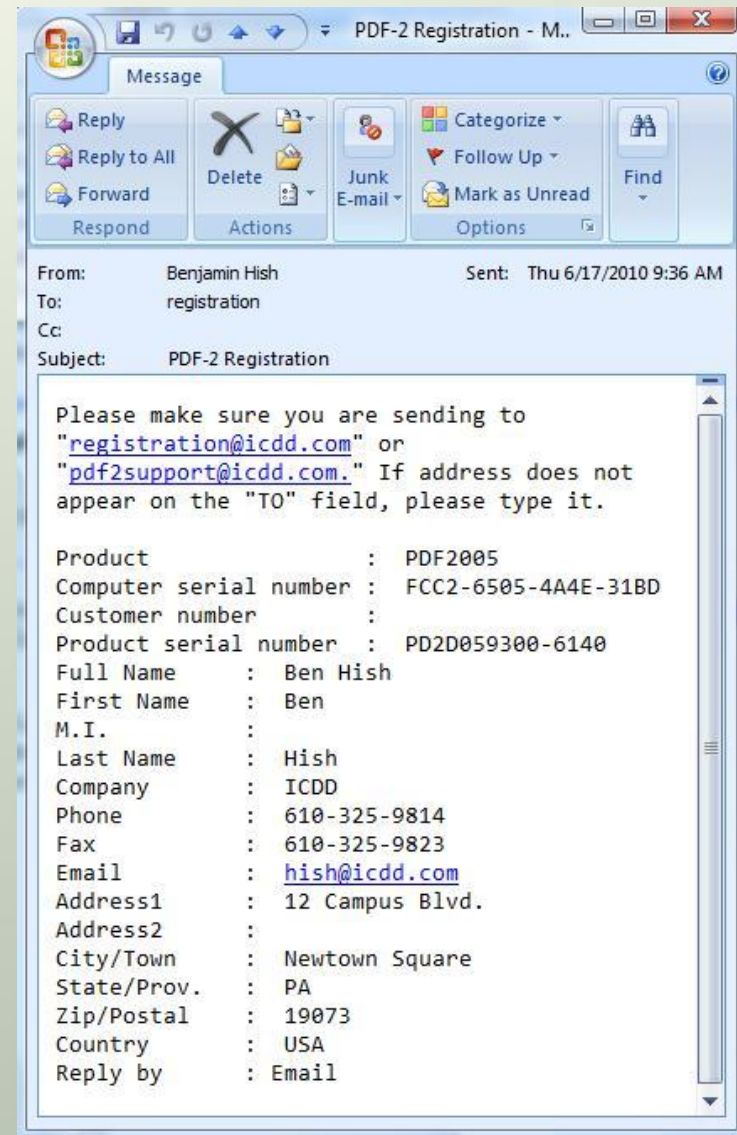 PDF-2 Registration - M..
Message
Reply
Reply to All
Forward
Respond
Delete
Actions
Junk
E-mail
Categorize
Follow Up
Mark as Unread
Options
Find
From: Benjamin Hish Sent: Thu 6/17/2010 9:36 AM
To: registration
Cc:
Subject: PDF-2 Registration
Please make sure you are sending to
"registration@icdd.com" or
"pdf2support@icdd.com." If address does not
appear on the "TO" field, please type it.
Product : PDF2005
Computer serial number : FCC2-6505-4A4E-31BD
Customer number :
Product serial number : PD2D059300-6140
Full Name : Ben Hish
First Name : Ben
M.I. :
Last Name : Hish
Company : ICDD
Phone : 610-325-9814
Fax : 610-325-9823
Email : hish@icdd.com
Address1 : 12 Campus Blvd.
Address2 :
City/Town : Newtown Square
State/Prov. : PA
Zip/Postal : 19073
Country : USA
Reply by : Email